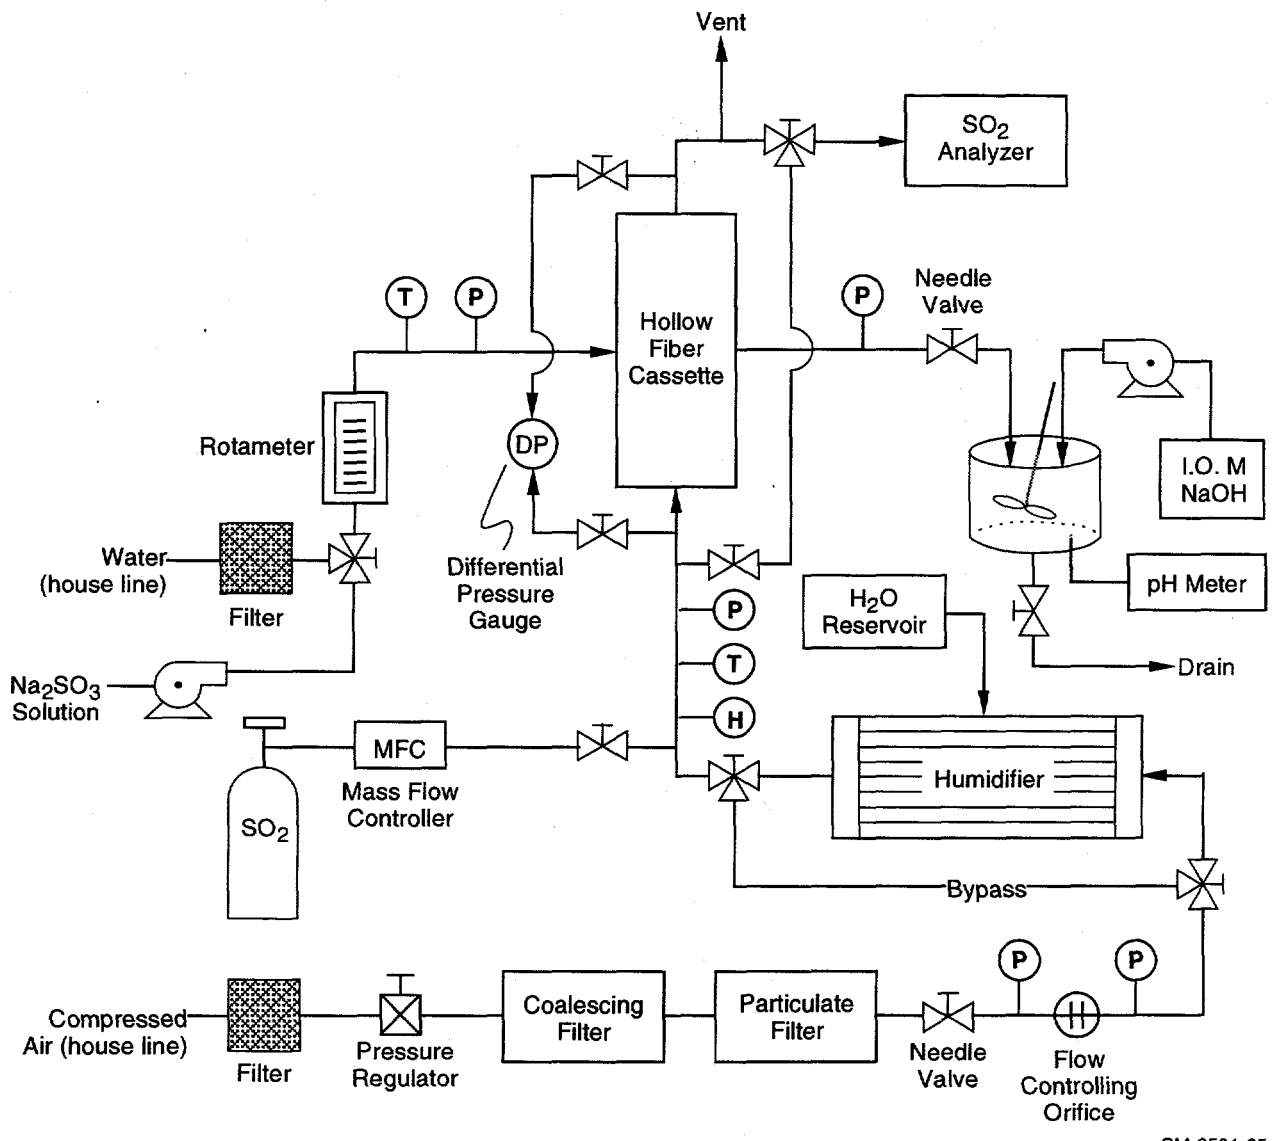 Vent
SO2
Analyzer
T
P
Hollow
Fiber
Cassette
P
Needle
Valve
Rotameter
DP
I.O. M
NaOH
Water
(house line)
Filter
Differential
Pressure
Gauge
P
T
H
H2O
Reservoir
pH Meter
Drain
Na2SO3
Solution
MFC
Mass Flow
Controller
SO2
Humidifier
Bypass
Compressed
Air (house line)
Filter
Pressure
Regulator
Coalescing
Filter
Particulate
Filter
Needle
Valve
P
P
Flow
Controlling
Orifice